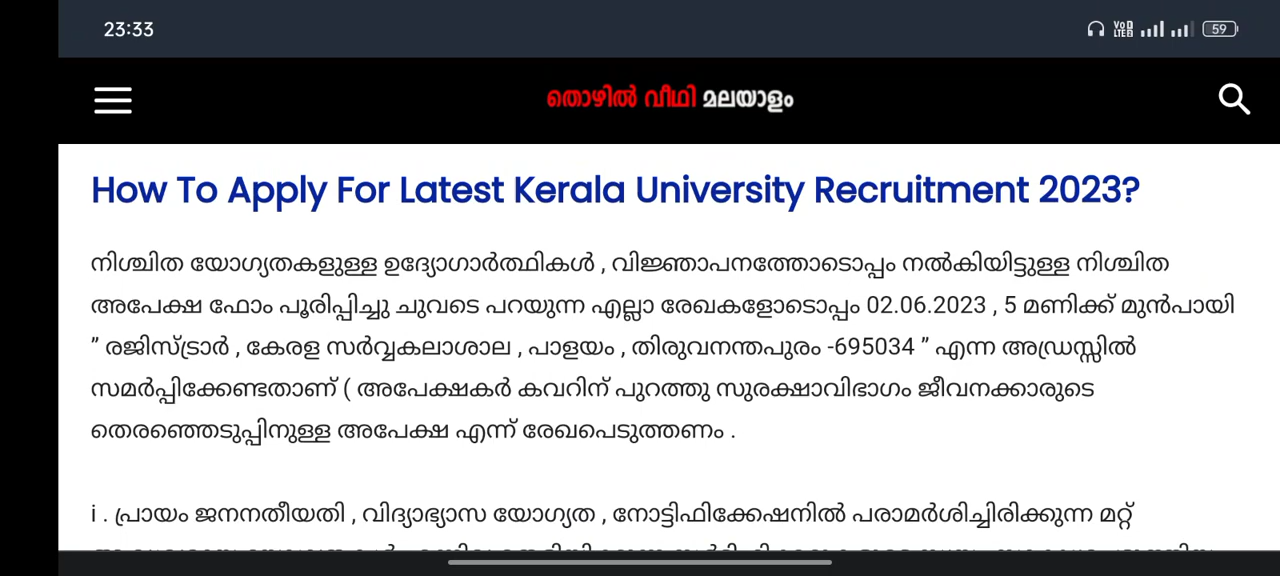 23:33
VoD
LTE
59
തൊഴിൽ വീഥി മലയാളം
How To Apply For Latest Kerala University Recruitment 2023?
നിശ്ചിത യോഗ്യതകളുള്ള ഉദ്യോഗാർത്ഥികൾ , വിജ്ഞാപനത്തോടൊപ്പം നൽകിയിട്ടുള്ള നിശ്ചിത
അപേക്ഷ ഫോം പൂരിപ്പിച്ചു ചുവടെ പറയുന്ന എല്ലാ രേഖകളോടൊപ്പം 02.06.2023 , 5 മണിക്ക് മുൻപായി
” രജിസ്ട്രാർ , കേരള സർവ്വകലാശാല , പാളയം , തിരുവനന്തപുരം -695034 ” എന്ന അഡ്രസ്സിൽ
സമർപ്പിക്കേണ്ടതാണ് ( അപേക്ഷകർ കവറിന് പുറത്തു സുരക്ഷാവിഭാഗം ജീവനക്കാരുടെ
തെരഞ്ഞെടുപ്പിനുള്ള അപേക്ഷ എന്ന് രേഖപെടുത്തണം .
i . പ്രായം ജനനതീയതി , വിദ്യാഭ്യാസ യോഗ്യത , നോട്ടിഫിക്കേഷനിൽ പരാമർശിച്ചിരിക്കുന്ന മറ്റ്